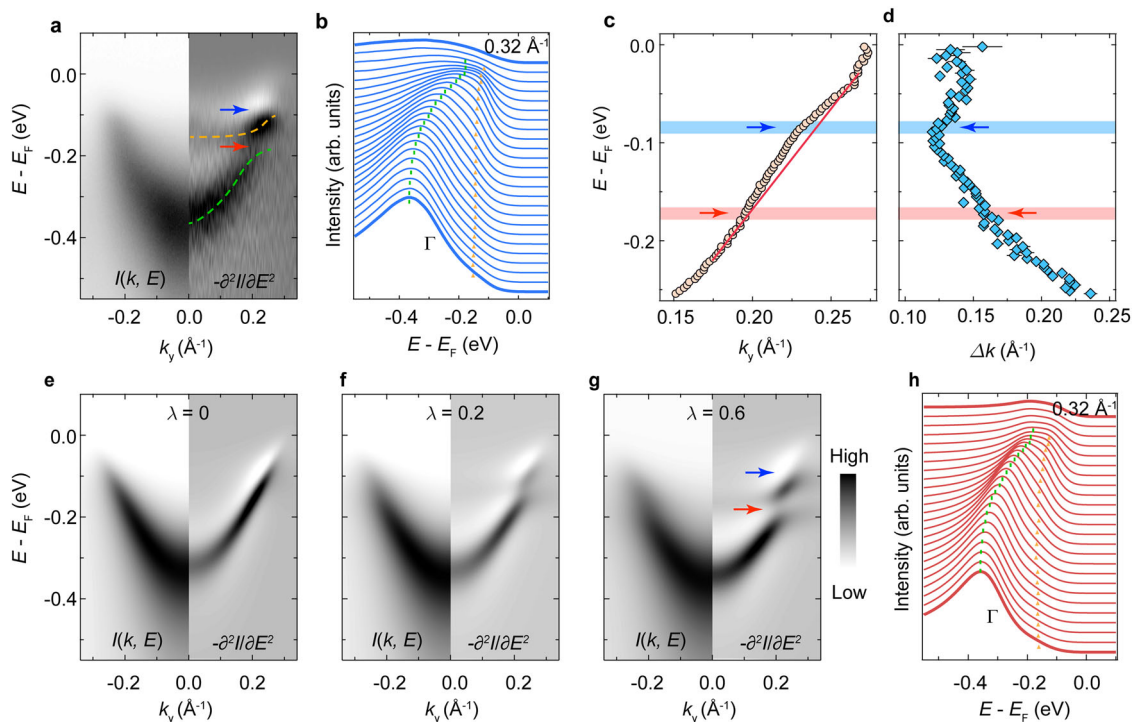 a
0.0
-0.2
-0.4
E - E_F (eV)
I(k, E)
-∂²I/∂E²
-0.2 0.0 0.2
k_y (Å⁻¹)
b
0.32 Å⁻¹
Intensity (arb. units)
Γ
-0.4 -0.2 0.0
E - E_F (eV)
c
0.0
-0.1
-0.2
E - E_F (eV)
0.15 0.20 0.25
k_y (Å⁻¹)
d
0.10 0.15 0.20 0.25
Δk (Å⁻¹)
e
λ = 0
0.0
-0.2
-0.4
E - E_F (eV)
I(k, E)
-∂²I/∂E²
-0.2 0.0 0.2
k_y (Å⁻¹)
f
λ = 0.2
I(k, E)
-∂²I/∂E²
-0.2 0.0 0.2
k_y (Å⁻¹)
g
λ = 0.6
I(k, E)
-∂²I/∂E²
-0.2 0.0 0.2
k_y (Å⁻¹)
High
Low
h
0.32 Å⁻¹
Intensity (arb. units)
Γ
-0.4 -0.2 0.0
E - E_F (eV)